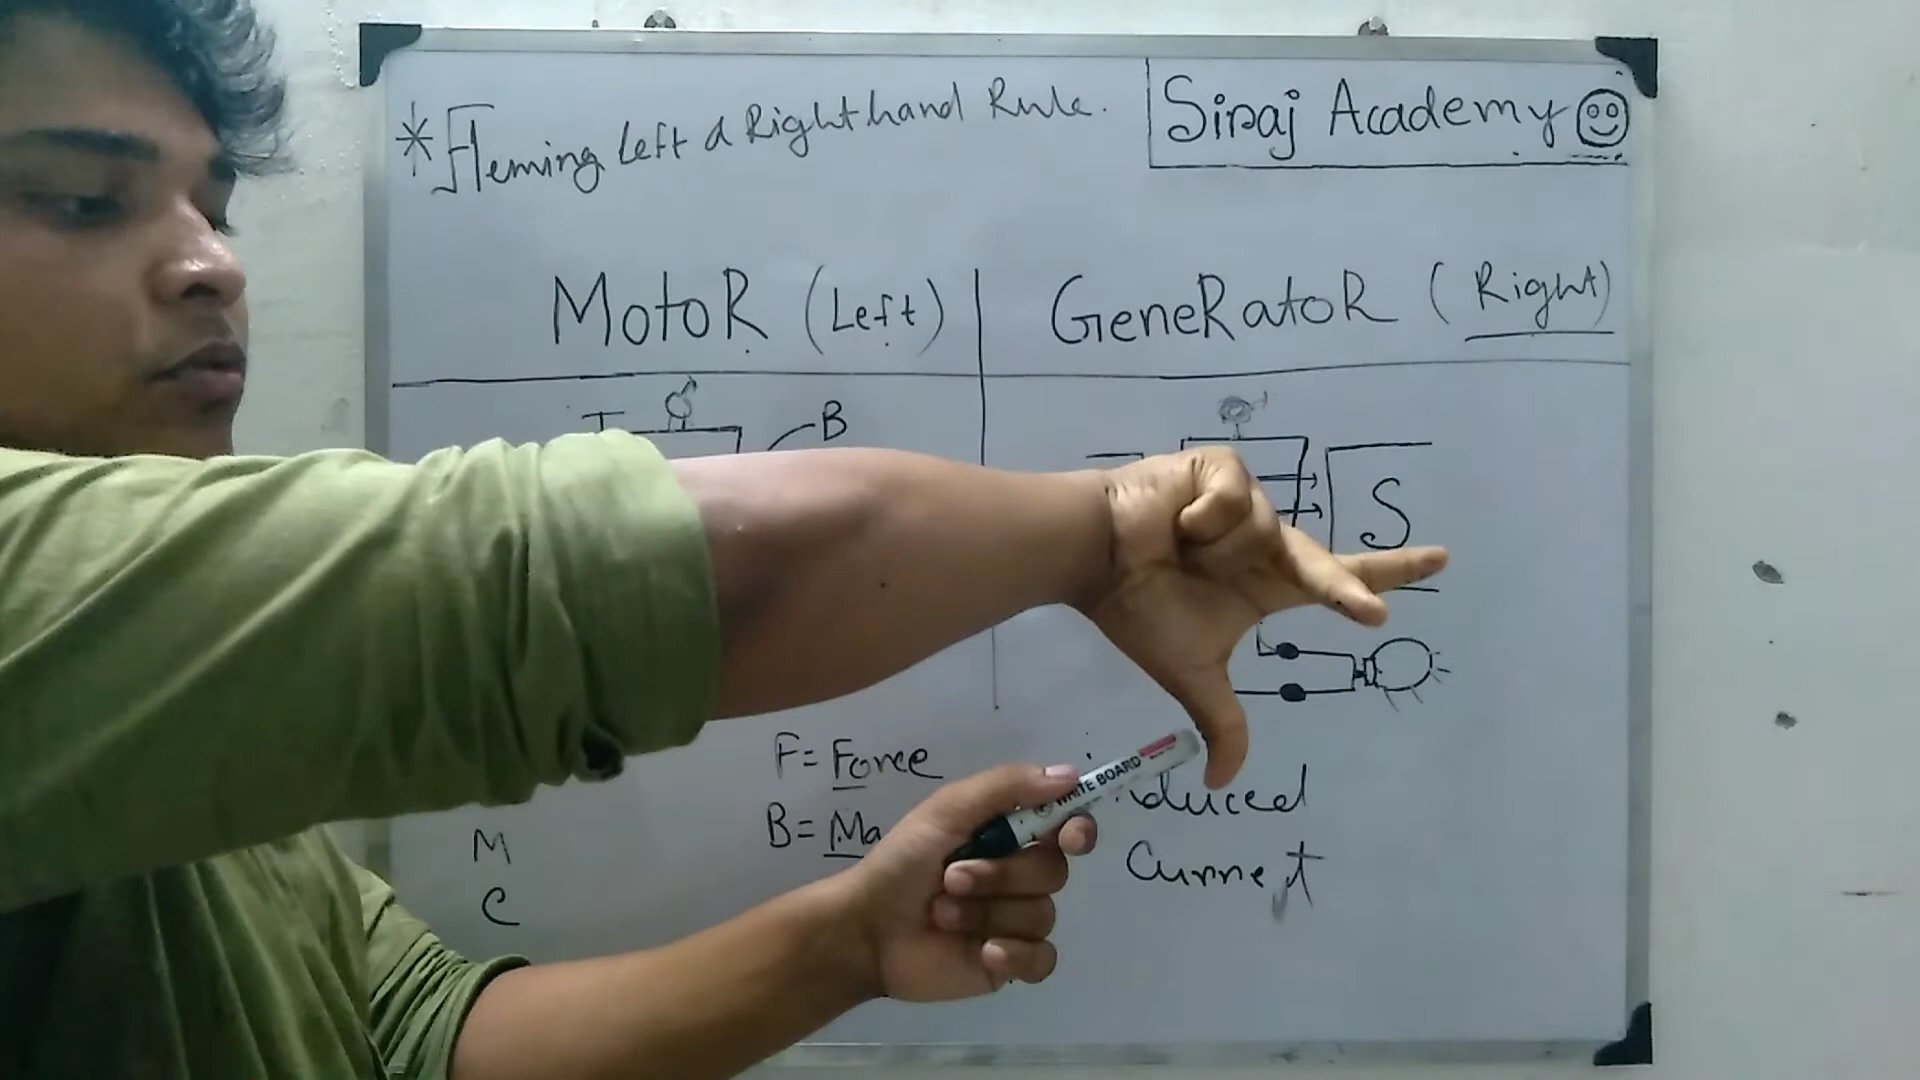 * Fleming Left & Right hand Rule.
Siraj Academy
MotoR (Left)
GeneRatoR (Right)
B
S
F= Force
B= Ma
M
C
WHITE BOARD
duced
Current